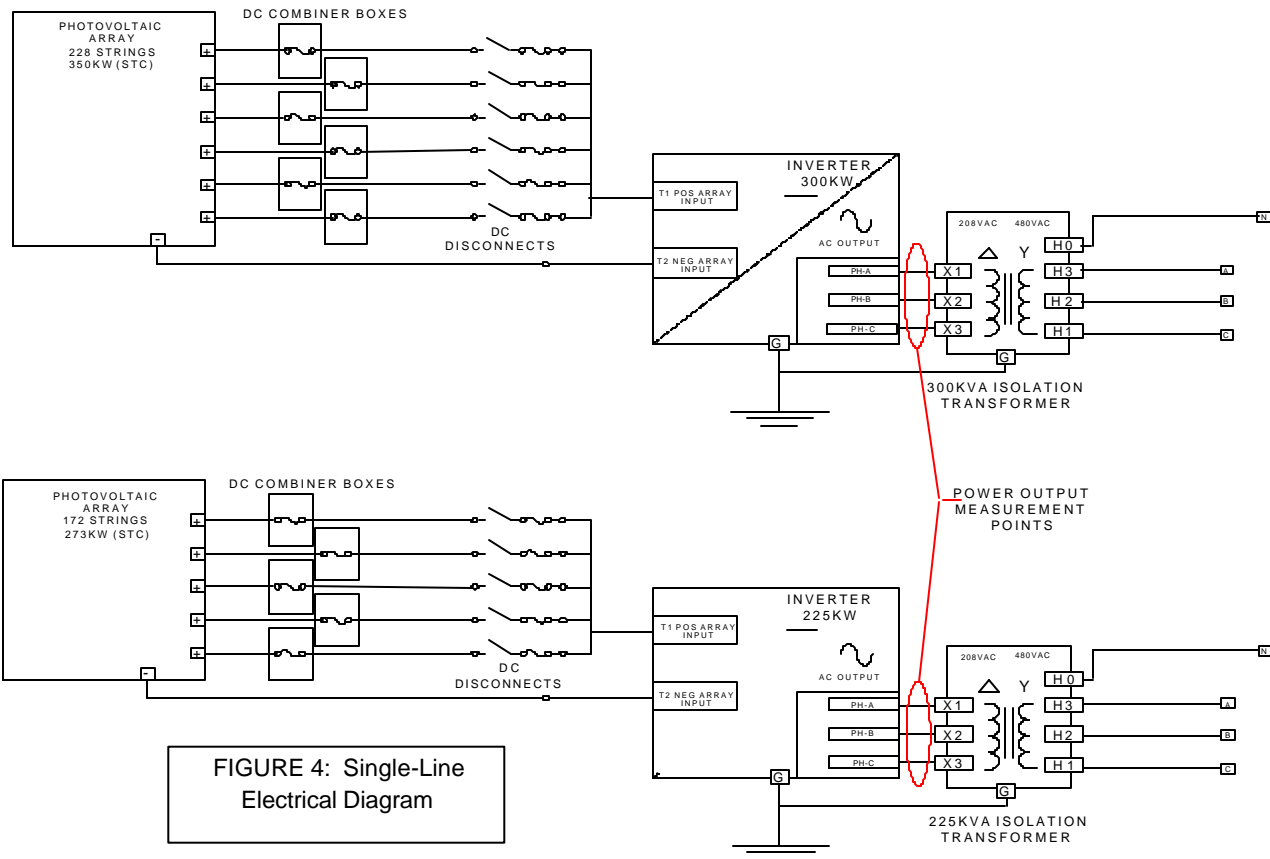 DC COMBINER BOXES
PHOTOVOLTAIC
ARRAY
228 STRINGS
350KW (STC)
+
+
+
+
+
+
-
DC
DISCONNECTS
T1 POS ARRAY
INPUT
T2 NEG ARRAY
INPUT
INVERTER
300KW
AC OUTPUT
PH-A
PH-B
PH-C
G
208VAC 480VAC
Y
X1
X2
X3
H0
H3
H2
H1
G
N
A
B
C
300KVA ISOLATION
TRANSFORMER
POWER OUTPUT
MEASUREMENT
POINTS
DC COMBINER BOXES
PHOTOVOLTAIC
ARRAY
172 STRINGS
273KW (STC)
+
+
+
+
+
-
DC
DISCONNECTS
T1 POS ARRAY
INPUT
T2 NEG ARRAY
INPUT
INVERTER
225KW
AC OUTPUT
PH-A
PH-B
PH-C
G
208VAC 480VAC
Y
X1
X2
X3
H0
H3
H2
H1
G
N
A
B
C
225KVA ISOLATION
TRANSFORMER
FIGURE 4: Single-Line
Electrical Diagram